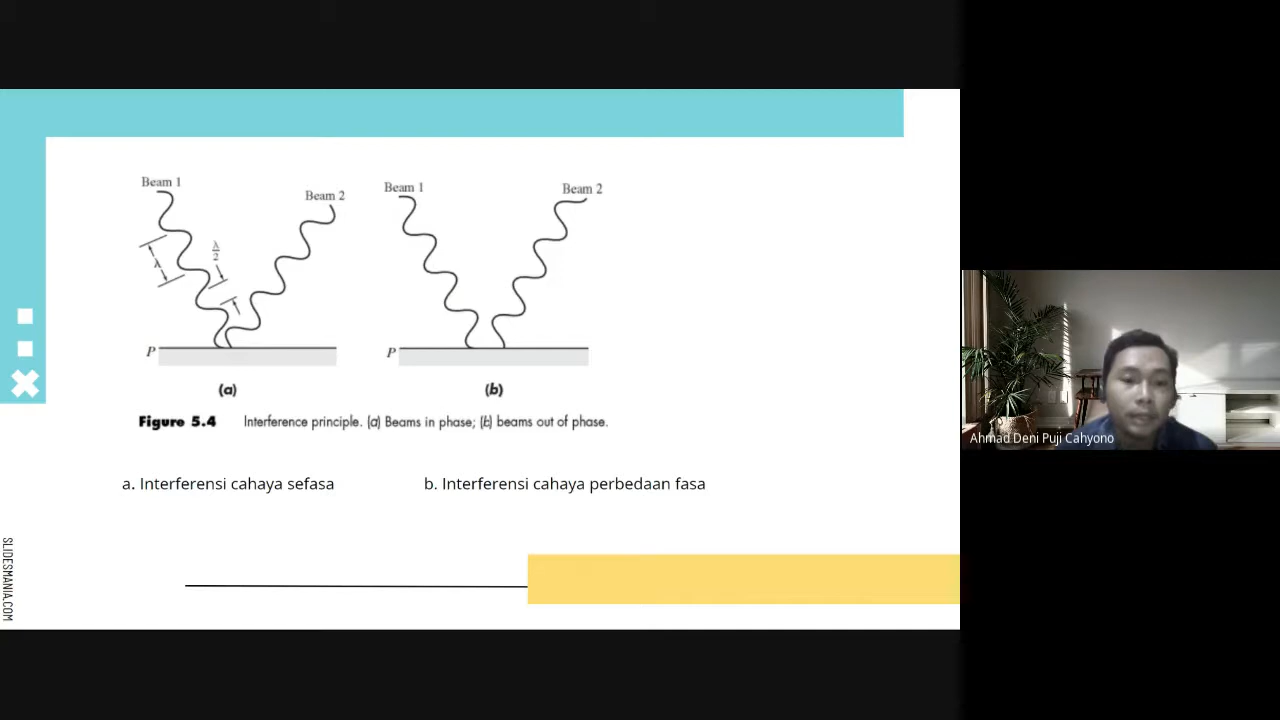 Beam 1
Beam 2
λ
λ
2
P
(a)
Beam 1
Beam 2
P
(b)
Figure 5.4 Interference principle. (a) Beams in phase; (b) beams out of phase.
a. Interferensi cahaya sefasa
b. Interferensi cahaya perbedaan fasa
SLIDESMANIA.COM
Ahmad Deni Puji Cahyono